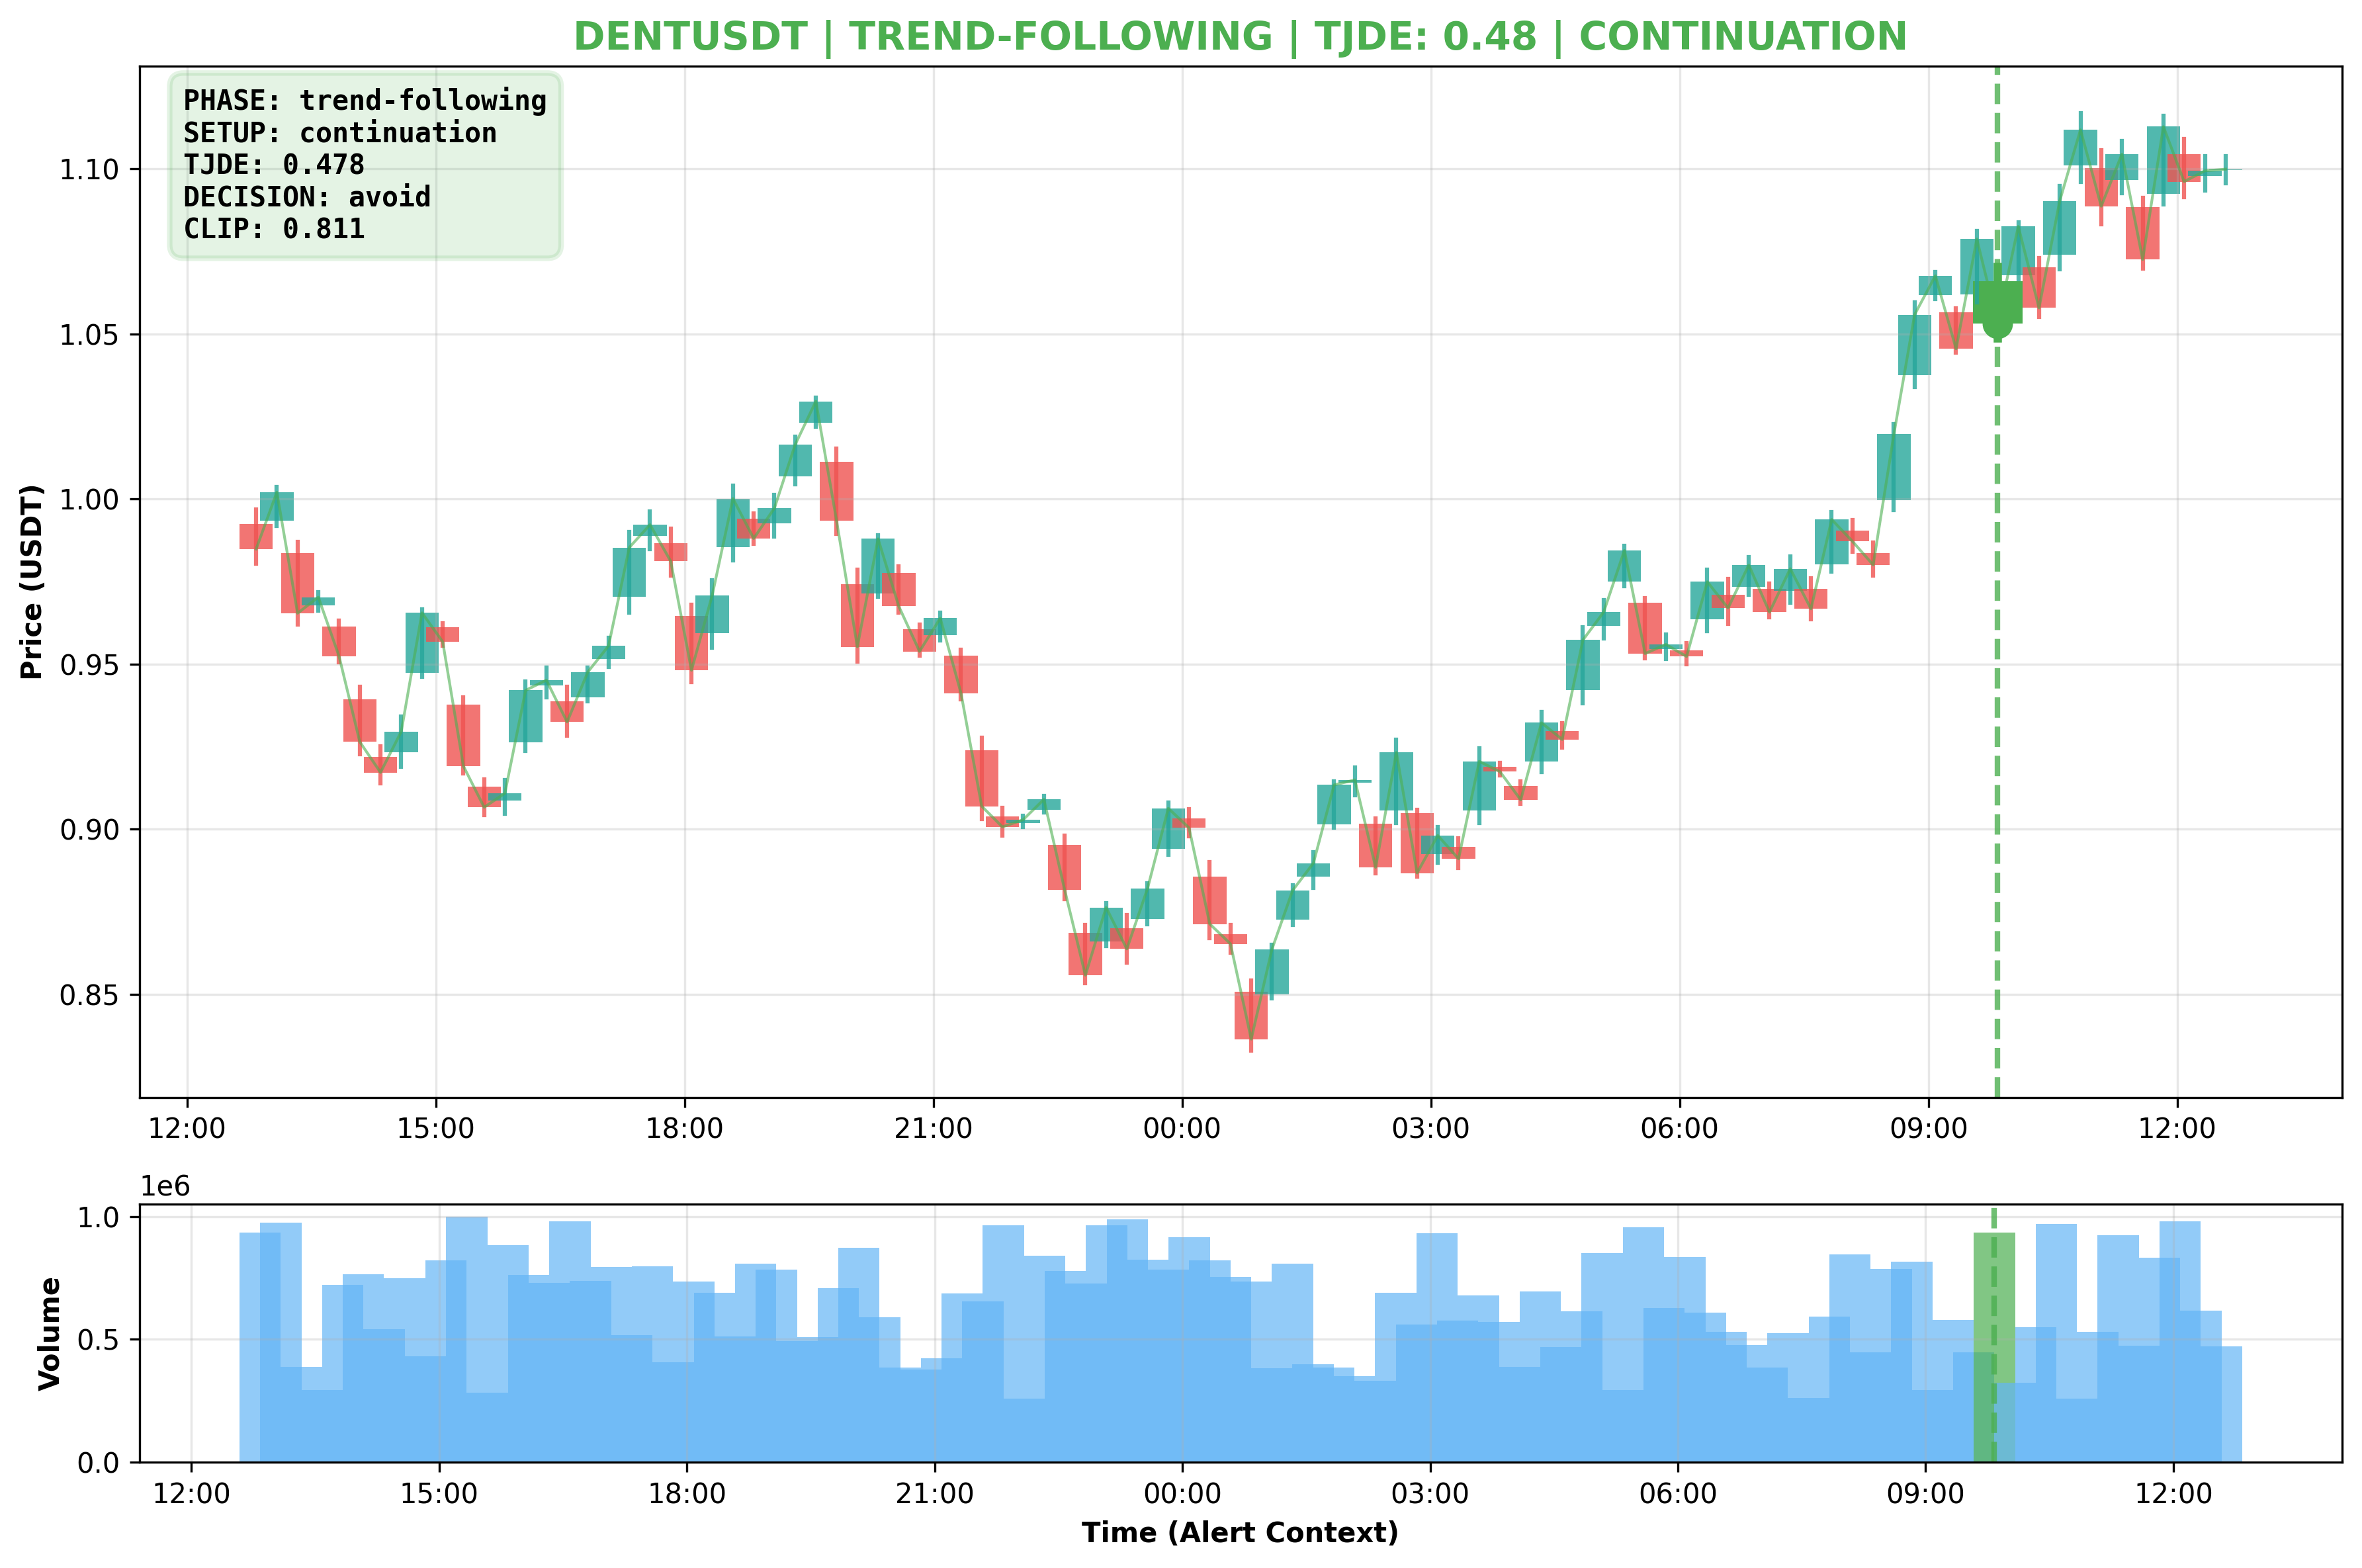 DENTUSDT | TREND-FOLLOWING | TJDE: 0.48 | CONTINUATION
PHASE: trend-following
SETUP: continuation
TJDE: 0.478
DECISION: avoid
CLIP: 0.811
Price (USDT)
1.10
1.05
1.00
0.95
0.90
0.85
12:00 15:00 18:00 21:00 00:00 03:00 06:00 09:00 12:00
1e6
Volume
1.0
0.5
0.0
12:00 15:00 18:00 21:00 00:00 03:00 06:00 09:00 12:00
Time (Alert Context)